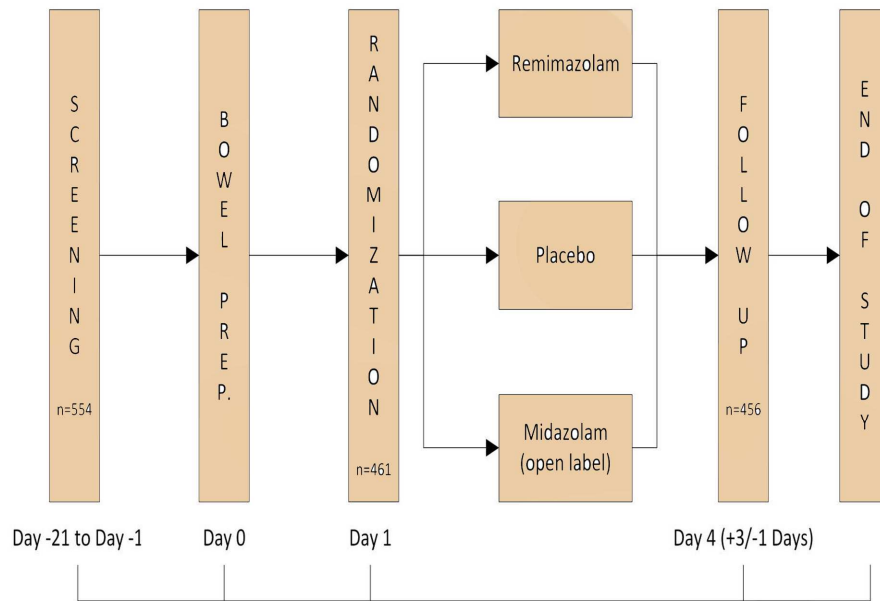 SCREENING
n=554
BOWEL PREP.
RANDOMIZATION
n=461
Remimazolam
Placebo
Midazolam
(open label)
FOLLOW UP
n=456
END OF STUDY
Day -21 to Day -1
Day 0
Day 1
Day 4 (+3/-1 Days)